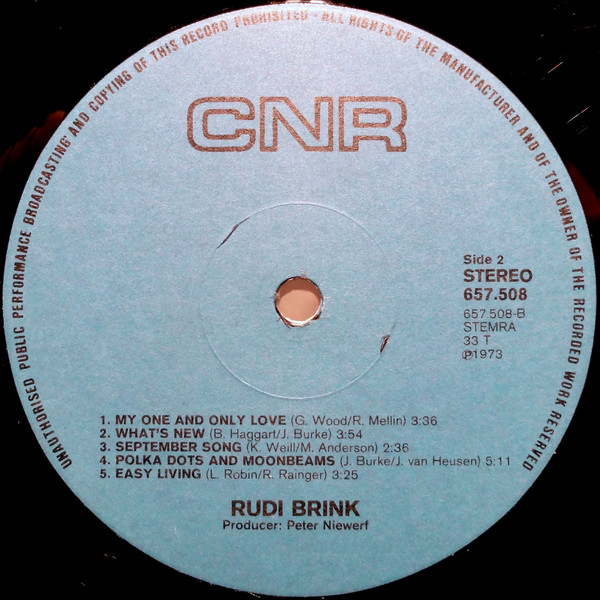 UNAUTHORISED PUBLIC PERFORMANCE BROADCASTING AND COPYING OF THIS RECORD PROHIBITED · ALL RIGHTS OF THE MANUFACTURER AND OF THE OWNER OF THE RECORDED WORK RESERVED
CNR
Side 2
STEREO
657.508
657.508-B
STEMRA
33 T
℗1973
1. MY ONE AND ONLY LOVE (G. Wood/R. Mellin) 3:36
2. WHAT'S NEW (B. Haggart/J. Burke) 3:54
3. SEPTEMBER SONG (K. Weill/M. Anderson) 2:36
4. POLKA DOTS AND MOONBEAMS (J. Burke/J. van Heusen) 5:11
5. EASY LIVING (L. Robin/R. Rainger) 3:25
RUDI BRINK
Producer: Peter Niewerf